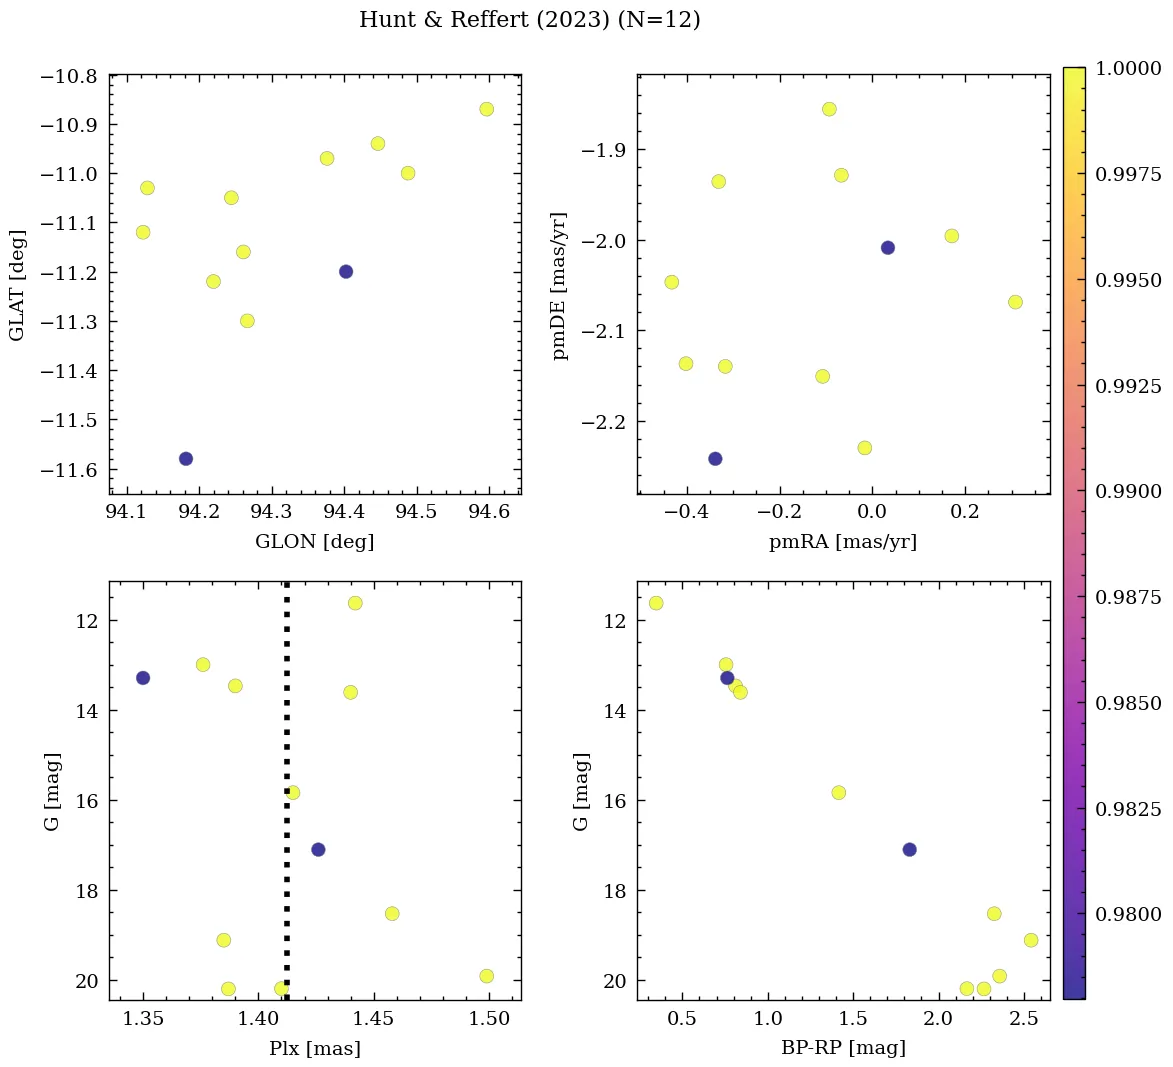 Hunt & Reffert (2023) (N=12)
−10.8
−10.9
−11.0
−11.1
−11.2
−11.3
−11.4
−11.5
−11.6
GLAT [deg]
94.1 94.2 94.3 94.4 94.5 94.6
GLON [deg]
−1.9
−2.0
−2.1
−2.2
pmDE [mas/yr]
−0.4 −0.2 0.0 0.2
pmRA [mas/yr]
12
14
16
18
20
G [mag]
1.35 1.40 1.45 1.50
Plx [mas]
12
14
16
18
20
G [mag]
0.5 1.0 1.5 2.0 2.5
BP-RP [mag]
1.0000
0.9975
0.9950
0.9925
0.9900
0.9875
0.9850
0.9825
0.9800